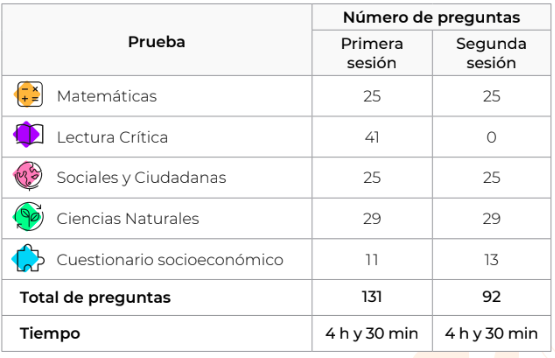 Prueba
Número de preguntas
Primera sesión
Segunda sesión
Matemáticas 25 25
Lectura Crítica 41 0
Sociales y Ciudadanas 25 25
Ciencias Naturales 29 29
Cuestionario socioeconómico 11 13
Total de preguntas 131 92
Tiempo 4 h y 30 min 4 h y 30 min